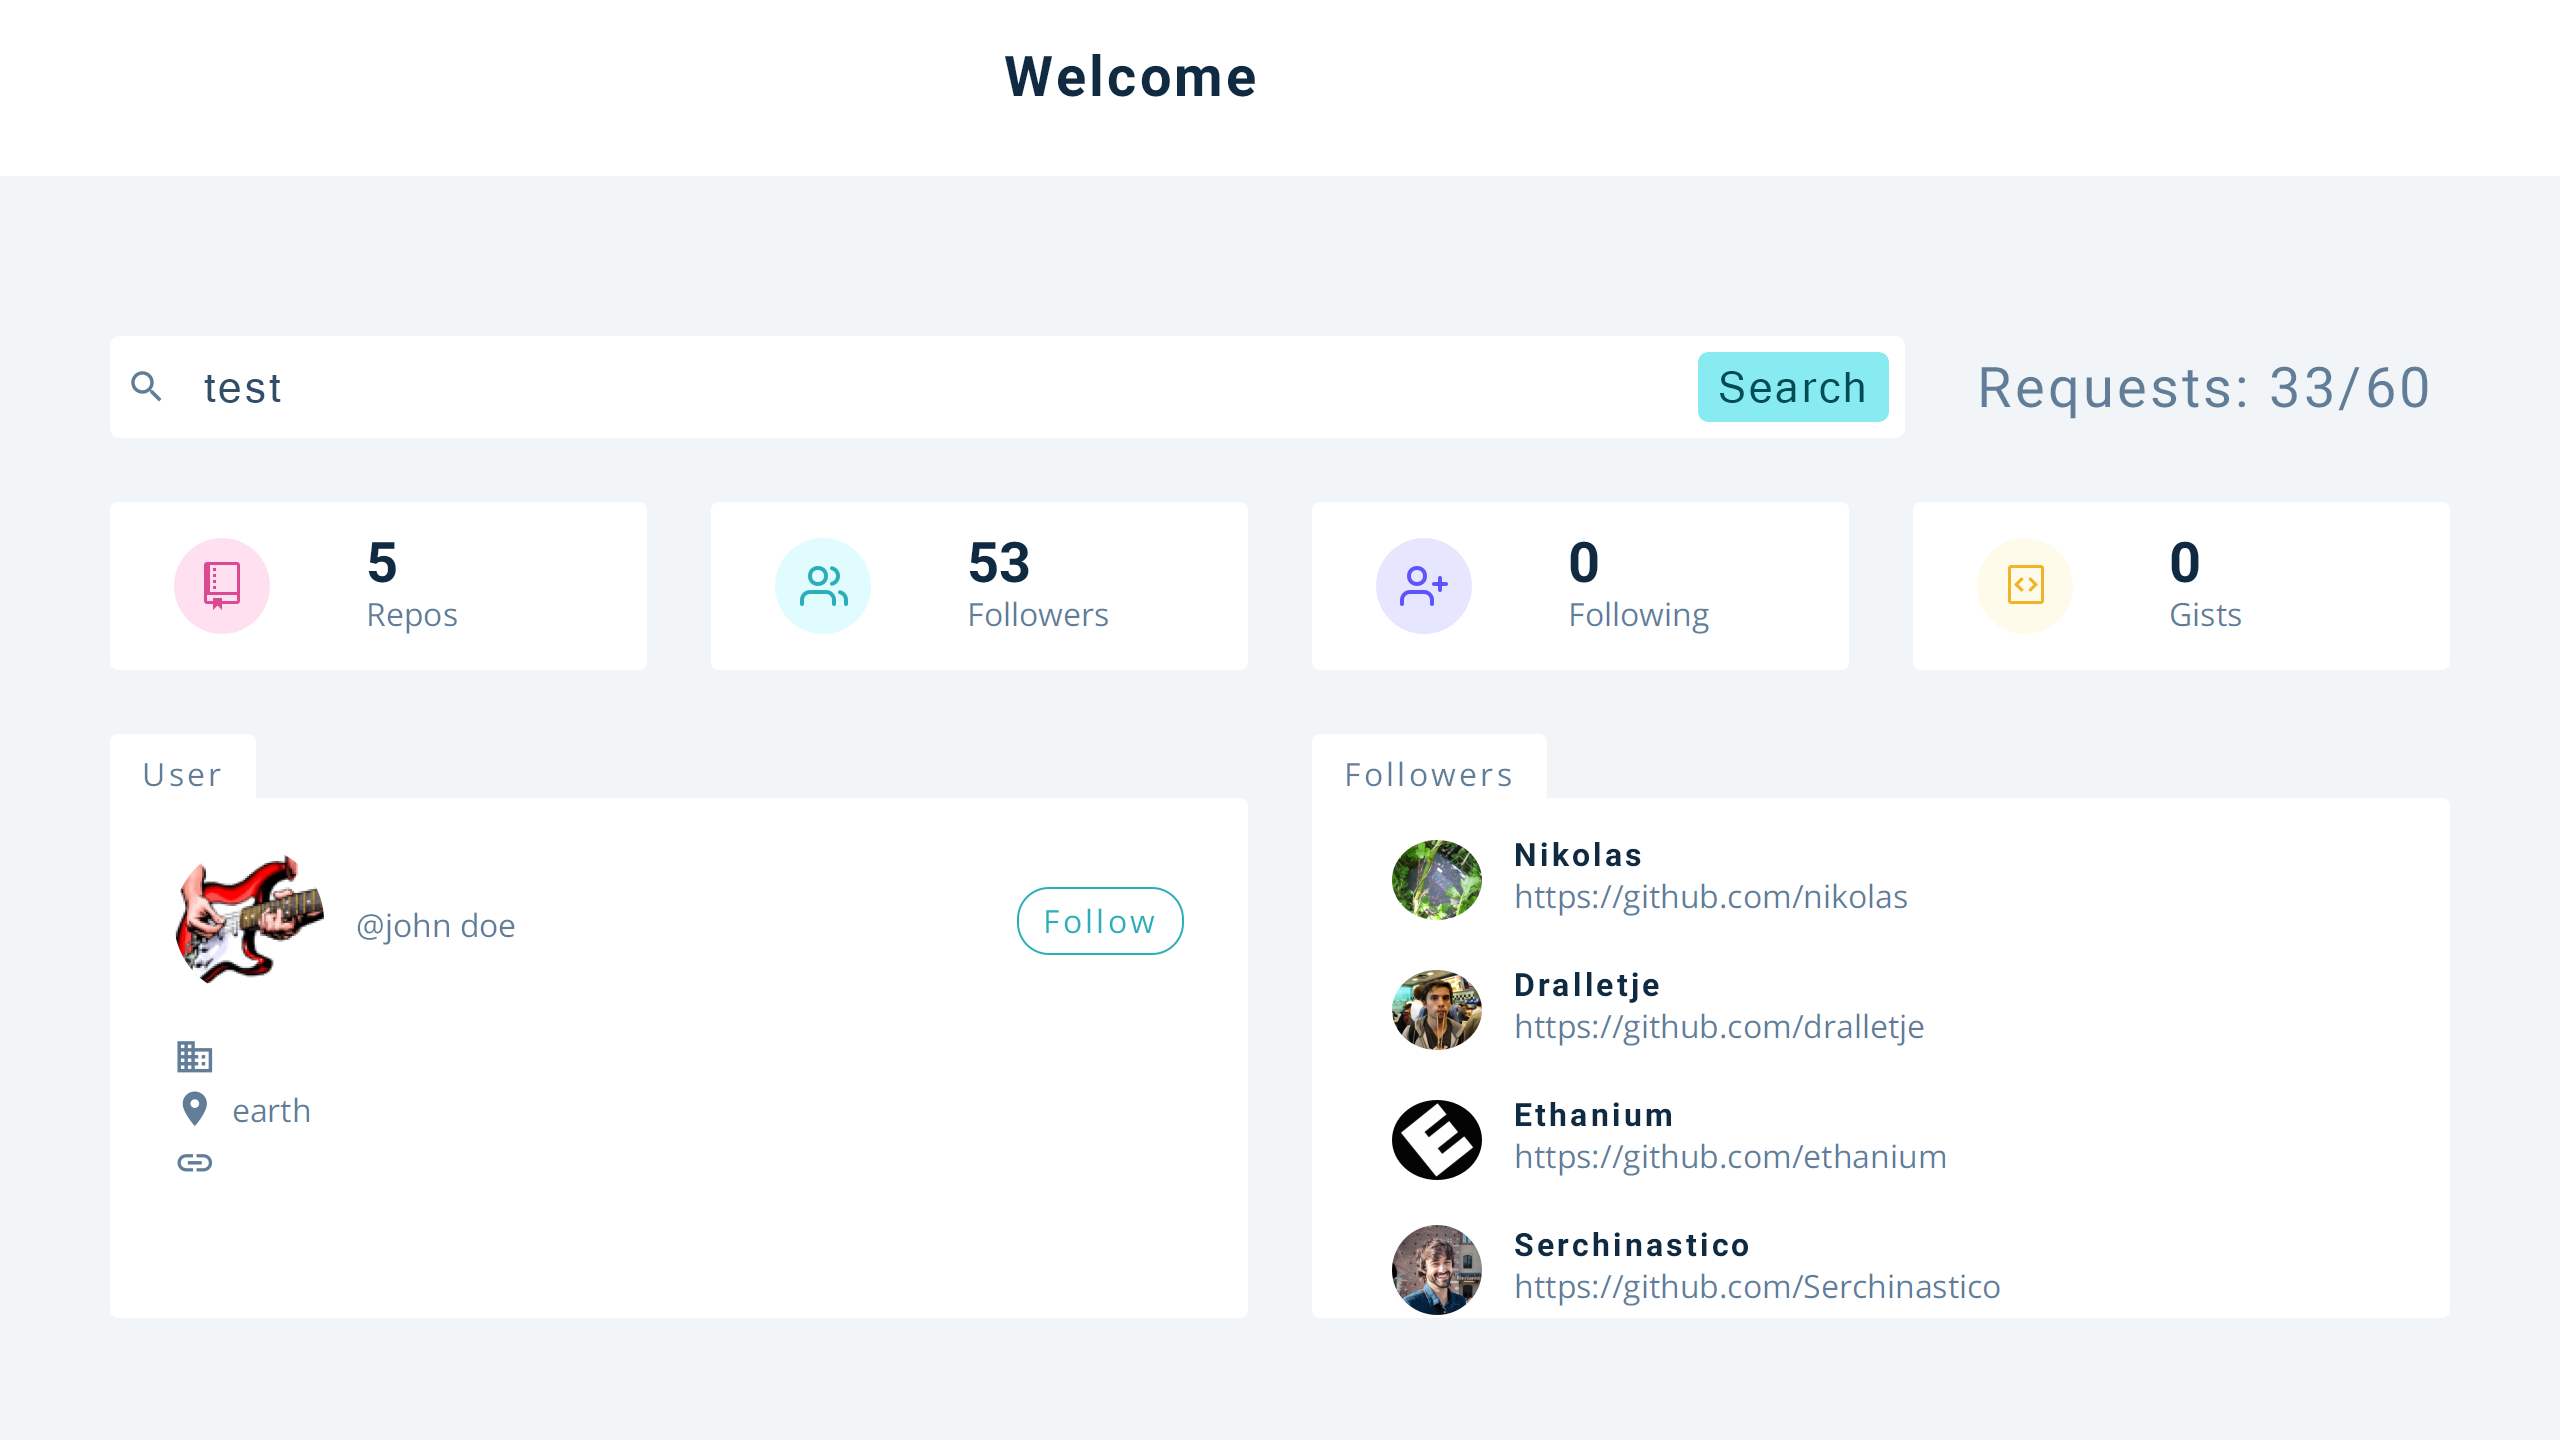 Welcome
test
Search
Requests: 33/60
5
Repos
53
Followers
0
Following
0
Gists
User
@john doe
Follow
earth
Followers
Nikolas
https://github.com/nikolas
Dralletje
https://github.com/dralletje
Ethanium
https://github.com/ethanium
Serchinastico
https://github.com/Serchinastico